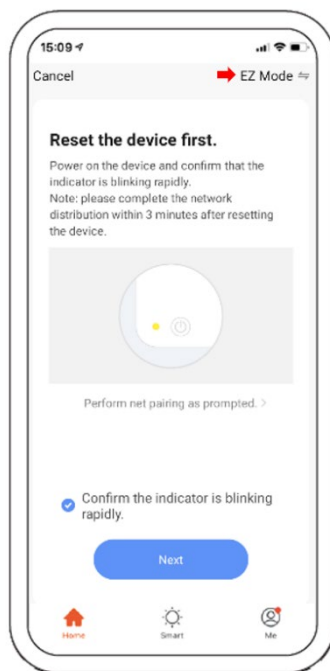 15:09
Cancel
EZ Mode
Reset the device first.
Power on the device and confirm that the
indicator is blinking rapidly.
Note: please complete the network
distribution within 3 minutes after resetting
the device.
Perform net pairing as prompted. >
Confirm the indicator is blinking
rapidly.
Next
Home
Smart
Me